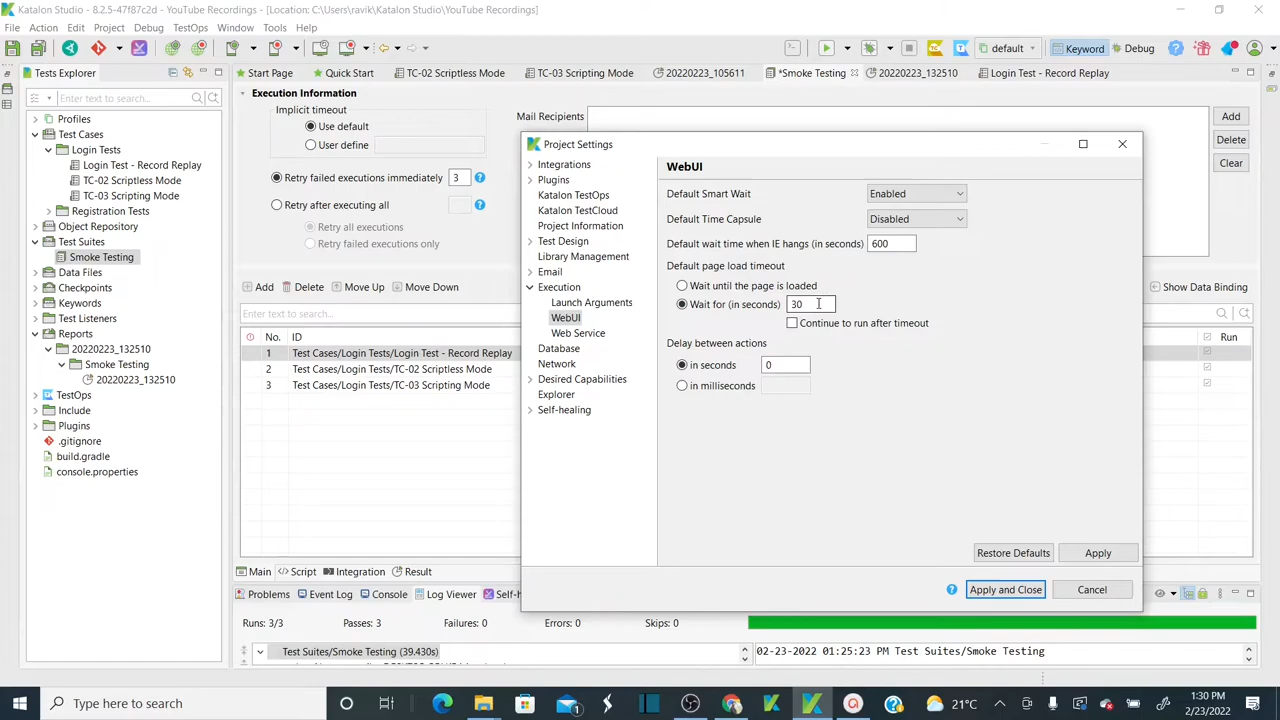 Katalon Studio - 8.2.5-47f87c2d - YouTube Recordings - [Location: C:\Users\ravik\Katalon Studio\YouTube Recordings]
File Action Edit Project Debug TestOps Window Tools Help
default Keyword Debug
Tests Explorer
Start Page Quick Start TC-02 Scriptless Mode TC-03 Scripting Mode 20220223_105611 *Smoke Testing 20220223_132510 Login Test - Record Replay
Enter text to search...
Profiles
Test Cases
Login Tests
Login Test - Record Replay
TC-02 Scriptless Mode
TC-03 Scripting Mode
Registration Tests
Object Repository
Test Suites
Smoke Testing
Data Files
Checkpoints
Keywords
Test Listeners
Reports
20220223_132510
Smoke Testing
20220223_132510
TestOps
Include
Plugins
.gitignore
build.gradle
console.properties
Execution Information
Implicit timeout
Use default
User define
Retry failed executions immediately 3
Retry after executing all
Retry all executions
Retry failed executions only
Mail Recipients
Add
Delete
Clear
Add Delete Move Up Move Down
Show Data Binding
Enter text to search...
No. ID Run
1 Test Cases/Login Tests/Login Test - Record Replay
2 Test Cases/Login Tests/TC-02 Scriptless Mode
3 Test Cases/Login Tests/TC-03 Scripting Mode
Main Script Integration Result
Project Settings
Integrations
Plugins
Katalon TestOps
Katalon TestCloud
Project Information
Test Design
Library Management
Email
Execution
Launch Arguments
WebUI
Web Service
Database
Network
Desired Capabilities
Explorer
Self-healing
WebUI
Default Smart Wait Enabled
Default Time Capsule Disabled
Default wait time when IE hangs (in seconds) 600
Default page load timeout
Wait until the page is loaded
Wait for (in seconds) 30
Continue to run after timeout
Delay between actions
in seconds 0
in milliseconds
Restore Defaults Apply
Apply and Close Cancel
Problems Event Log Console Log Viewer Self-h
Runs: 3/3 Passes: 3 Failures: 0 Errors: 0 Skips: 0
Test Suites/Smoke Testing (39.430s)
02-23-2022 01:25:23 PM Test Suites/Smoke Testing
Type here to search
21°C
1:30 PM
2/23/2022